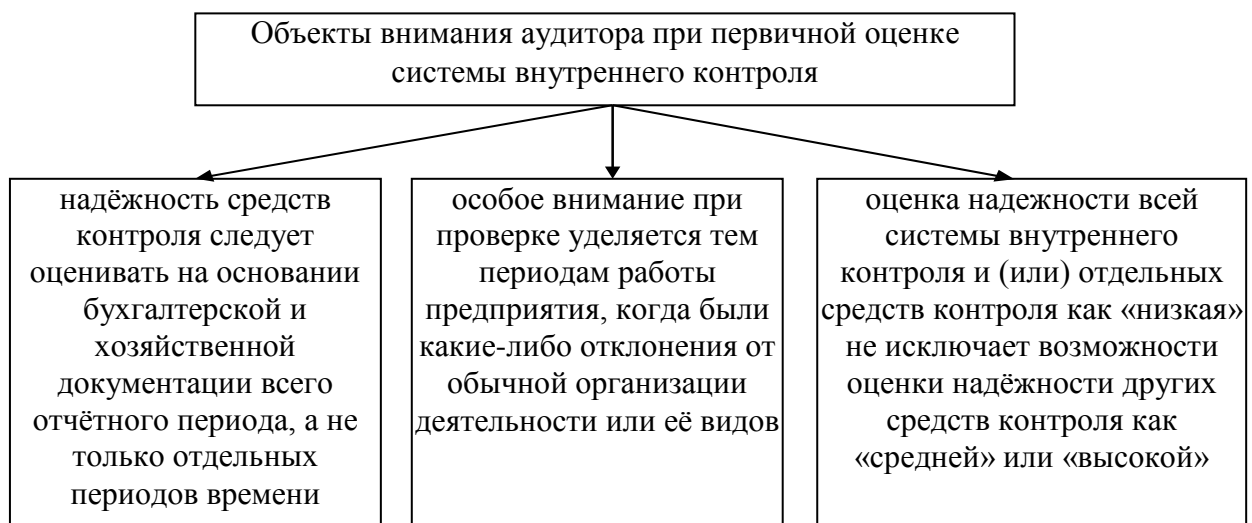 Объекты внимания аудитора при первичной оценке
системы внутреннего контроля
надёжность средств
контроля следует
оценивать на основании
бухгалтерской и
хозяйственной
документации всего
отчётного периода, а не
только отдельных
периодов времени
особое внимание при
проверке уделяется тем
периодам работы
предприятия, когда были
какие-либо отклонения от
обычной организации
деятельности или её видов
оценка надежности всей
системы внутреннего
контроля и (или) отдельных
средств контроля как «низкая»
не исключает возможности
оценки надёжности других
средств контроля как
«средней» или «высокой»